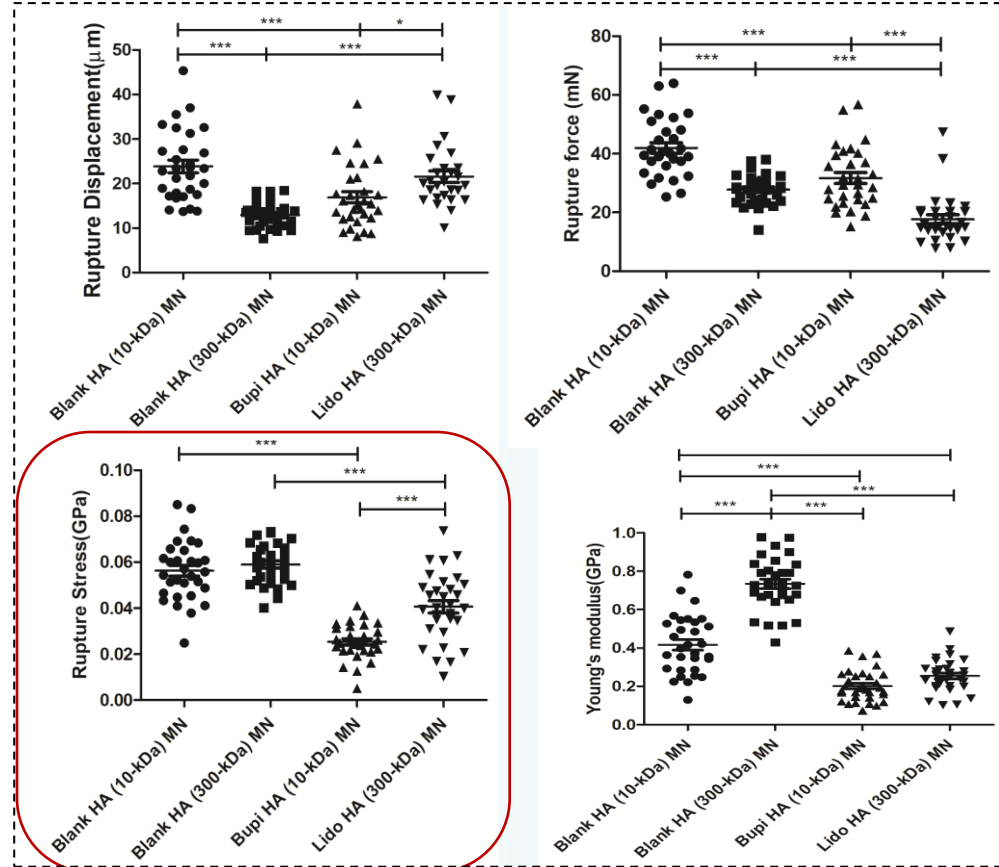 *** *
*** ***
Rupture Displacement(μm)
50
40
30
20
10
0
Blank HA (10-kDa) MN
Blank HA (300-kDa) MN
Bupi HA (10-kDa) MN
Lido HA (300-kDa) MN
*** ***
*** ***
Rupture force (mN)
80
60
40
20
0
Blank HA (10-kDa) MN
Blank HA (300-kDa) MN
Bupi HA (10-kDa) MN
Lido HA (300-kDa) MN
***
***
***
Rupture Stress(GPa)
0.10
0.08
0.06
0.04
0.02
0.00
Blank HA (10-kDa) MN
Blank HA (300-kDa) MN
Bupi HA (10-kDa) MN
Lido HA (300-kDa) MN
***
***
*** ***
Young's modulus(GPa)
1.0
0.8
0.6
0.4
0.2
0.0
Blank HA (10-kDa) MN
Blank HA (300-kDa) MN
Bupi HA (10-kDa) MN
Lido HA (300-kDa) MN